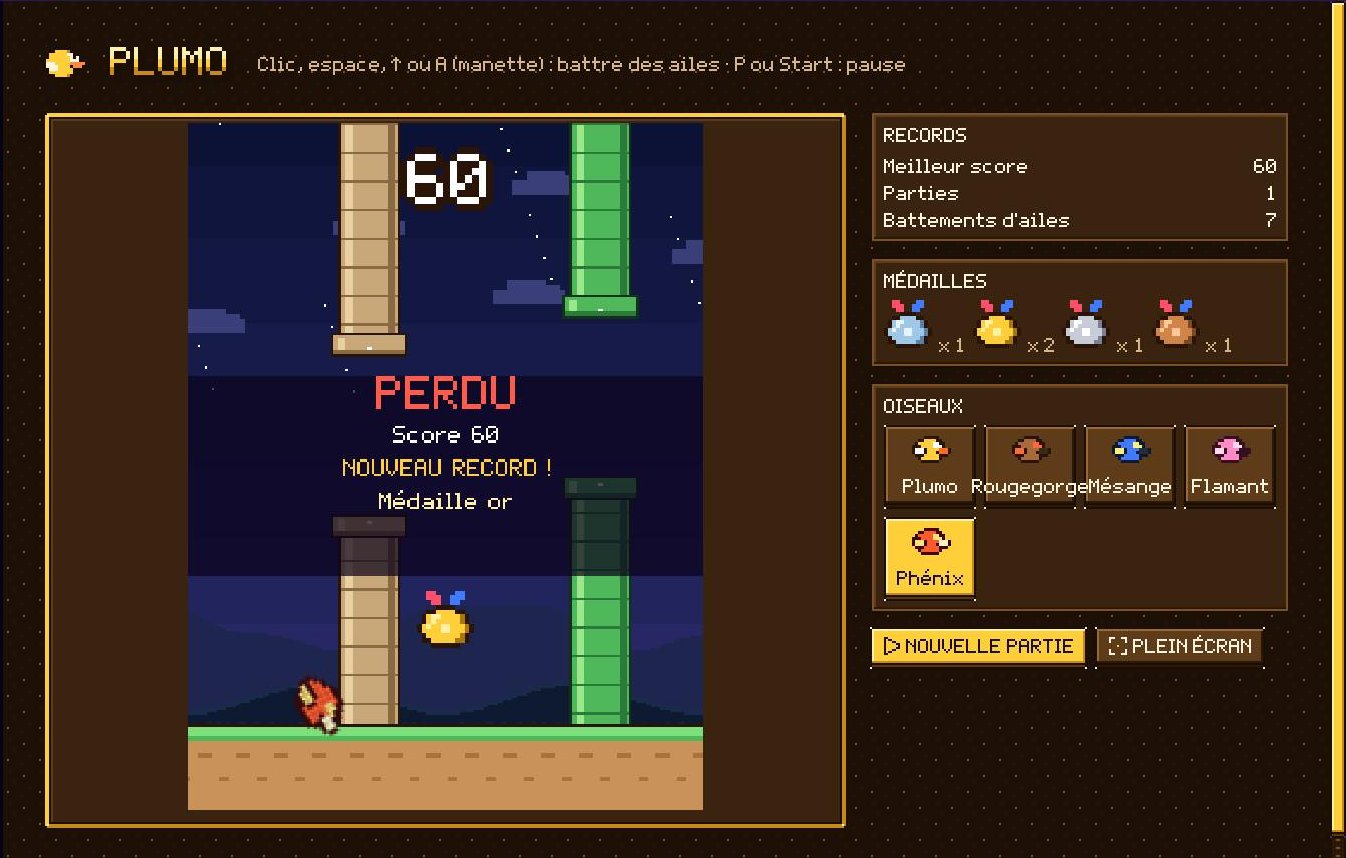 PLUMO
Clic, espace, ↑ ou A (manette) : battre des ailes · P ou Start : pause
60
PERDU
Score 60
NOUVEAU RECORD !
Médaille or
RECORDS
Meilleur score 60
Parties 1
Battements d'ailes 7
MÉDAILLES
x 1 x 2 x 1 x 1
OISEAUX
Plumo Rougegorge Mésange Flamant
Phénix
NOUVELLE PARTIE PLEIN ÉCRAN